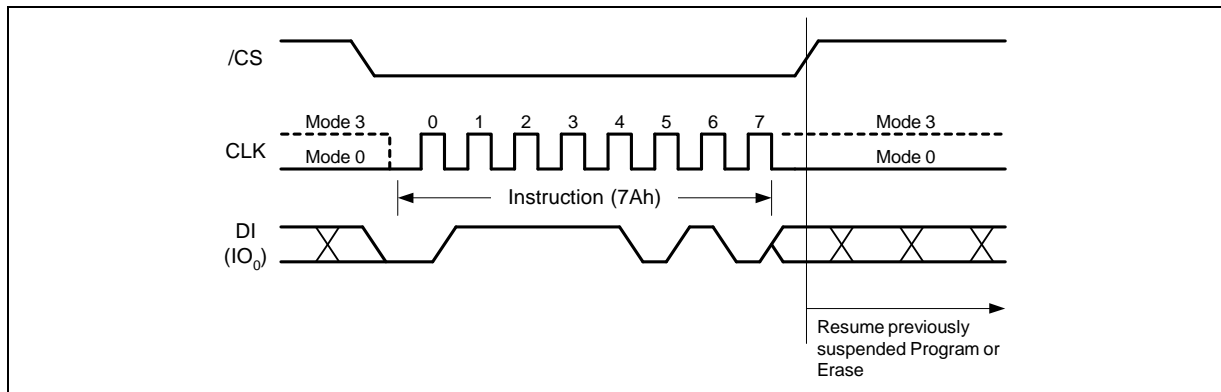 /CS
Mode 3
0 1 2 3 4 5 6 7
Mode 3
CLK
Mode 0
Mode 0
Instruction (7Ah)
DI
(IO0)
Resume previously
suspended Program or
Erase